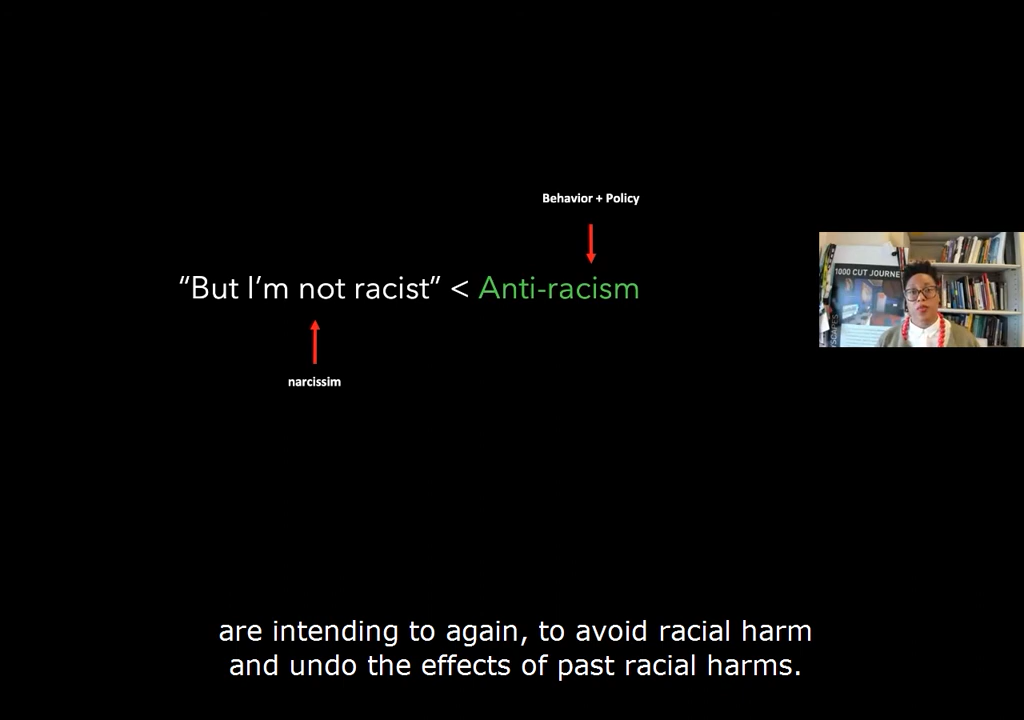 Behavior + Policy
“But I’m not racist” < Anti-racism
narcissim
1000 CUT JOURNE
are intending to again, to avoid racial harm
and undo the effects of past racial harms.